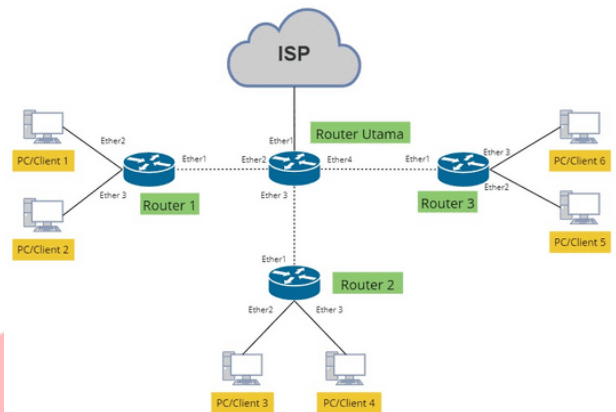 ISP
Ether1
Router Utama
Ether2
Ether 3
PC/Client 1
Ether1
Ether2
Ether4
Ether1
PC/Client 6
Ether 3
Ether 3
Ether2
Router 1
Router 3
PC/Client 2
PC/Client 5
Ether1
Router 2
Ether2
Ether 3
PC/Client 3
PC/Client 4